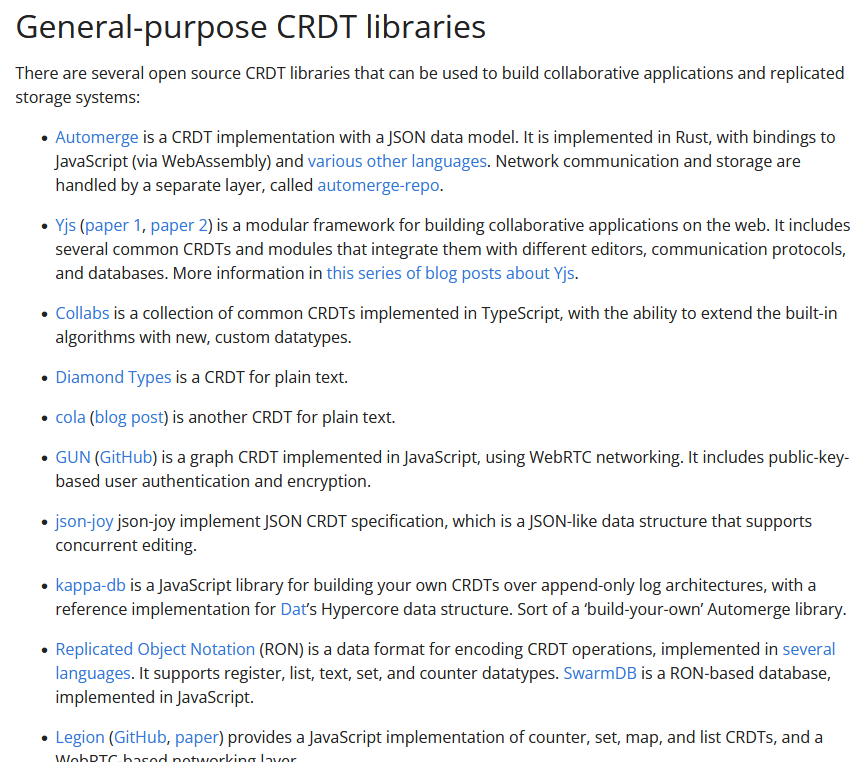 General-purpose CRDT libraries
There are several open source CRDT libraries that can be used to build collaborative applications and replicated
storage systems:
• Automerge is a CRDT implementation with a JSON data model. It is implemented in Rust, with bindings to
JavaScript (via WebAssembly) and various other languages. Network communication and storage are
handled by a separate layer, called automerge-repo.
• Yjs (paper 1, paper 2) is a modular framework for building collaborative applications on the web. It includes
several common CRDTs and modules that integrate them with different editors, communication protocols,
and databases. More information in this series of blog posts about Yjs.
• Collabs is a collection of common CRDTs implemented in TypeScript, with the ability to extend the built-in
algorithms with new, custom datatypes.
• Diamond Types is a CRDT for plain text.
• cola (blog post) is another CRDT for plain text.
• GUN (GitHub) is a graph CRDT implemented in JavaScript, using WebRTC networking. It includes public-key-
based user authentication and encryption.
• json-joy json-joy implement JSON CRDT specification, which is a JSON-like data structure that supports
concurrent editing.
• kappa-db is a JavaScript library for building your own CRDTs over append-only log architectures, with a
reference implementation for Dat’s Hypercore data structure. Sort of a ‘build-your-own’ Automerge library.
• Replicated Object Notation (RON) is a data format for encoding CRDT operations, implemented in several
languages. It supports register, list, text, set, and counter datatypes. SwarmDB is a RON-based database,
implemented in JavaScript.
• Legion (GitHub, paper) provides a JavaScript implementation of counter, set, map, and list CRDTs, and a
WebRTC-based networking layer.